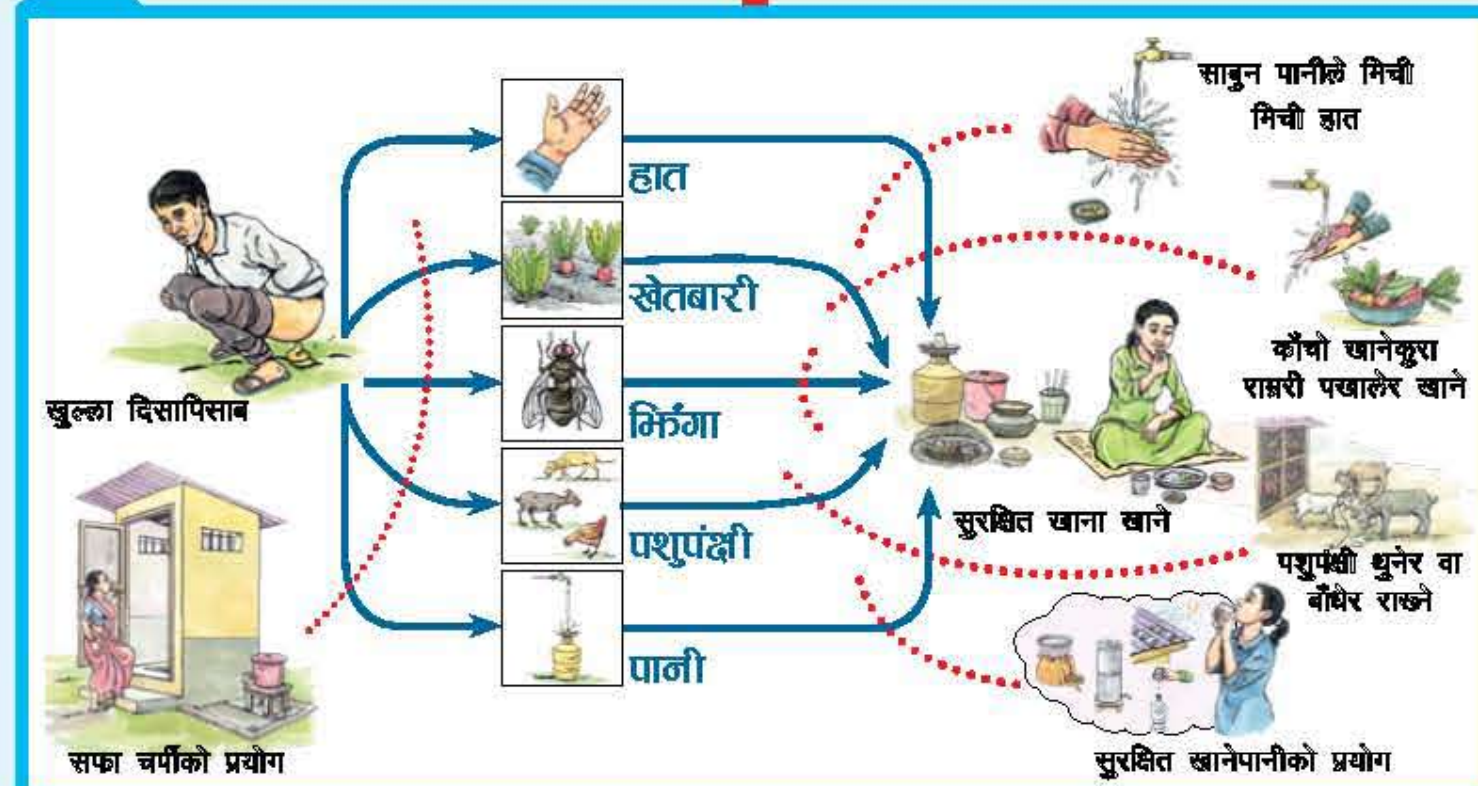 साबुन पानीले मिची
मिची हात
हात
खेतबारी
काँचो खानेकुरा
राम्ररी पखालेर खाने
खुल्ला दिसापिसाब
झिँगा
सुरक्षित खाना खाने
पशुपंक्षी
पशुपंक्षी थुनेर वा
बाँधेर राख्ने
पानी
सफा चर्पीको प्रयोग
सुरक्षित खानेपानीको प्रयोग